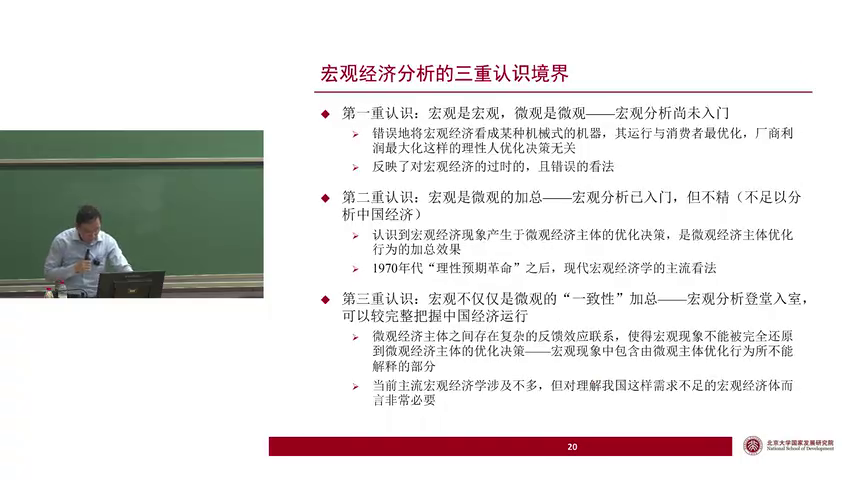 宏观经济分析的三重认识境界
第一重认识：宏观是宏观，微观是微观——宏观分析尚未入门
错误地将宏观经济看成某种机械式的机器，其运行与消费者最优化，厂商利
润最大化这样的理性人优化决策无关
反映了对宏观经济的过时的，且错误的看法
第二重认识：宏观是微观的加总——宏观分析已入门，但不精（不足以分
析中国经济）
认识到宏观经济现象产生于微观经济主体的优化决策，是微观经济主体优化
行为的加总效果
1970年代“理性预期革命”之后，现代宏观经济学的主流看法
第三重认识：宏观不仅仅是微观的“一致性”加总——宏观分析登堂入室，
可以较完整把握中国经济运行
微观经济主体之间存在复杂的反馈效应联系，使得宏观现象不能被完全还原
到微观经济主体的优化决策——宏观现象中包含由微观主体优化行为所不能
解释的部分
当前主流宏观经济学涉及不多，但对理解我国这样需求不足的宏观经济体而
言非常必要
20
北京大学国家发展研究院
National School of Development